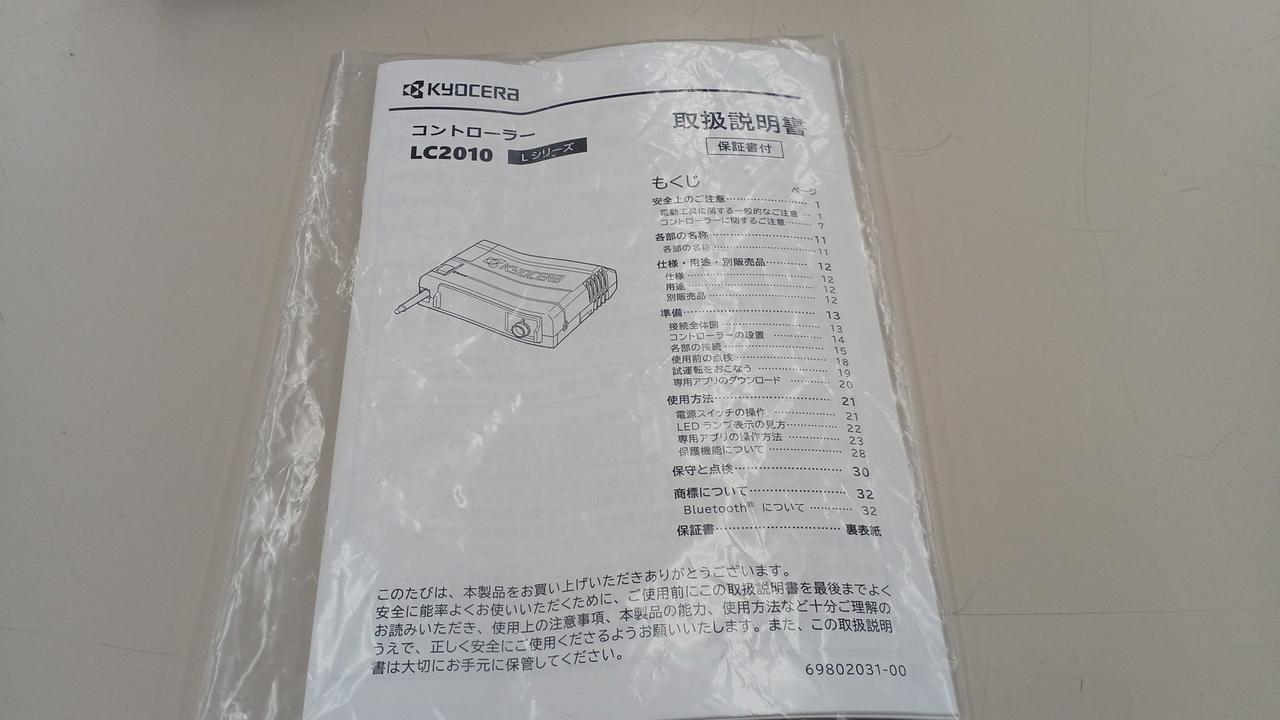 KYOCERA
コントローラー
LC2010 Lシリーズ
取扱説明書
保証書付
もくじ
ページ
安全上のご注意 1
電動工具に関する一般的なご注意 1
コントローラーに関するご注意 7
各部の名称 11
各部の名称 11
仕様・用途・別販売品 12
仕様 12
用途 12
別販売品 12
準備 13
接続全体図 13
コントローラーの設置 14
各部の接続 15
使用前の点検 18
試運転をおこなう 19
専用アプリのダウンロード 20
使用方法 21
電源スイッチの操作 21
LEDランプ表示の見方 22
専用アプリの操作方法 23
保護機能について 28
保守と点検 30
商標について 32
Bluetooth® について 32
保証書 裏表紙
KYOCERA
このたびは、本製品をお買い上げいただきありがとうございます。
安全に能率よくお使いいただくために、ご使用前にこの取扱説明書を最後までよく
お読みいただき、使用上の注意事項、本製品の能力、使用方法など十分ご理解の
うえで、正しく安全にご使用くださるようお願いいたします。また、この取扱説明
書は大切にお手元に保管してください。
69802031-00